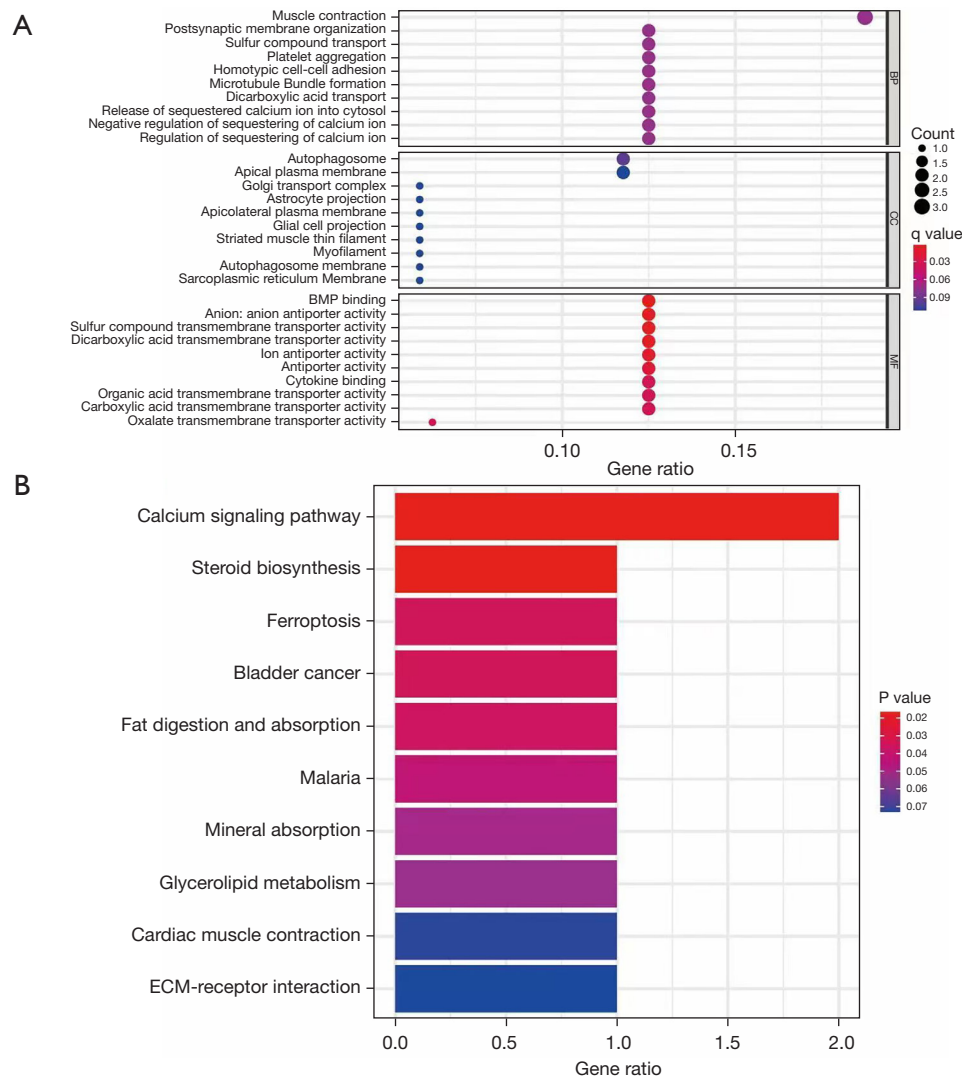 A
Muscle contraction
Postsynaptic membrane organization
Sulfur compound transport
Platelet aggregation
Homotypic cell-cell adhesion
Microtubule Bundle formation
Dicarboxylic acid transport
Release of sequestered calcium ion into cytosol
Negative regulation of sequestering of calcium ion
Regulation of sequestering of calcium ion
BP
Autophagosome
Apical plasma membrane
Golgi transport complex
Astrocyte projection
Apicolateral plasma membrane
Glial cell projection
Striated muscle thin filament
Myofilament
Autophagosome membrane
Sarcoplasmic reticulum Membrane
CC
BMP binding
Anion: anion antiporter activity
Sulfur compound transmembrane transporter activity
Dicarboxylic acid transmembrane transporter activity
Ion antiporter activity
Antiporter activity
Cytokine binding
Organic acid transmembrane transporter activity
Carboxylic acid transmembrane transporter activity
Oxalate transmembrane transporter activity
MF
0.10 0.15
Gene ratio
Count
1.0
1.5
2.0
2.5
3.0
q value
0.03
0.06
0.09
B
Calcium signaling pathway
Steroid biosynthesis
Ferroptosis
Bladder cancer
Fat digestion and absorption
Malaria
Mineral absorption
Glycerolipid metabolism
Cardiac muscle contraction
ECM-receptor interaction
0.0 0.5 1.0 1.5 2.0
Gene ratio
P value
0.02
0.03
0.04
0.05
0.06
0.07